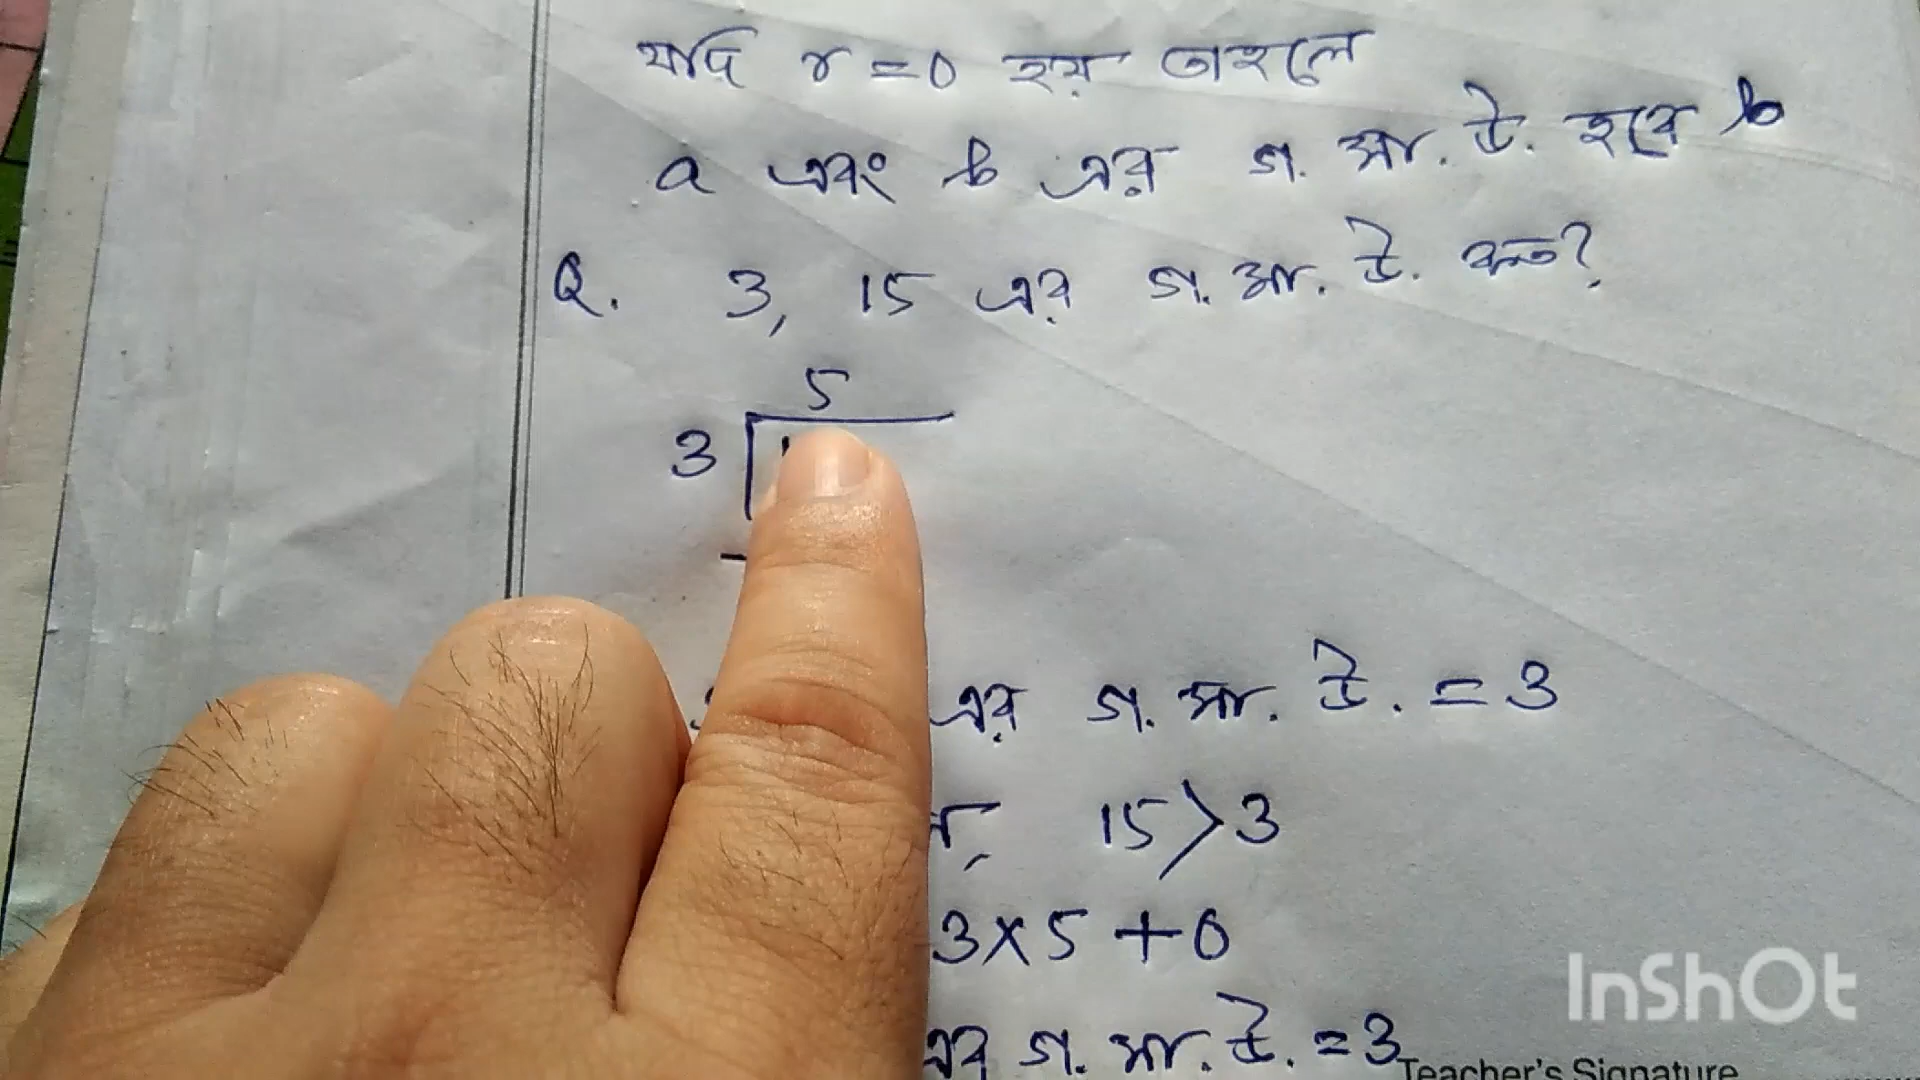 যদি r = 0 হয় তাহলে
a এবং b এর গ. সা. উ. হবে b
Q. 3, 15 এর গ. সা. উ. কত?
5
3
এর গ. সা. উ. = 3
15 > 3
3 x 5 + 0
এর গ. সা. উ. = 3
Teacher's Signature
InShOt